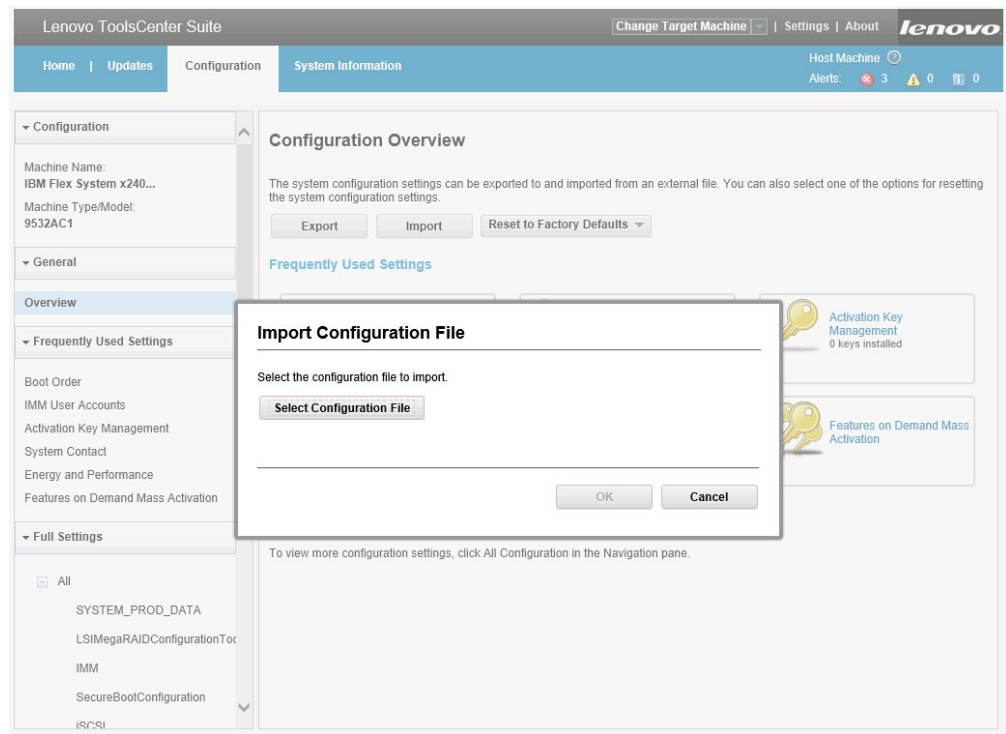 Lenovo ToolsCenter Suite
Change Target Machine | Settings | About
lenovo
Home | Updates
Configuration
System Information
Host Machine ?
Alerts: 3 0 0
Configuration
Machine Name:
IBM Flex System x240...
Machine Type/Model:
9532AC1
General
Overview
Frequently Used Settings
Boot Order
IMM User Accounts
Activation Key Management
System Contact
Energy and Performance
Features on Demand Mass Activation
Full Settings
All
SYSTEM_PROD_DATA
LSIMegaRAIDConfigurationToo
IMM
SecureBootConfiguration
iSCSI
Configuration Overview
The system configuration settings can be exported to and imported from an external file. You can also select one of the options for resetting
the system configuration settings.
Export
Import
Reset to Factory Defaults
Frequently Used Settings
Activation Key
Management
0 keys installed
Features on Demand Mass
Activation
Import Configuration File
Select the configuration file to import.
Select Configuration File
OK
Cancel
To view more configuration settings, click All Configuration in the Navigation pane.